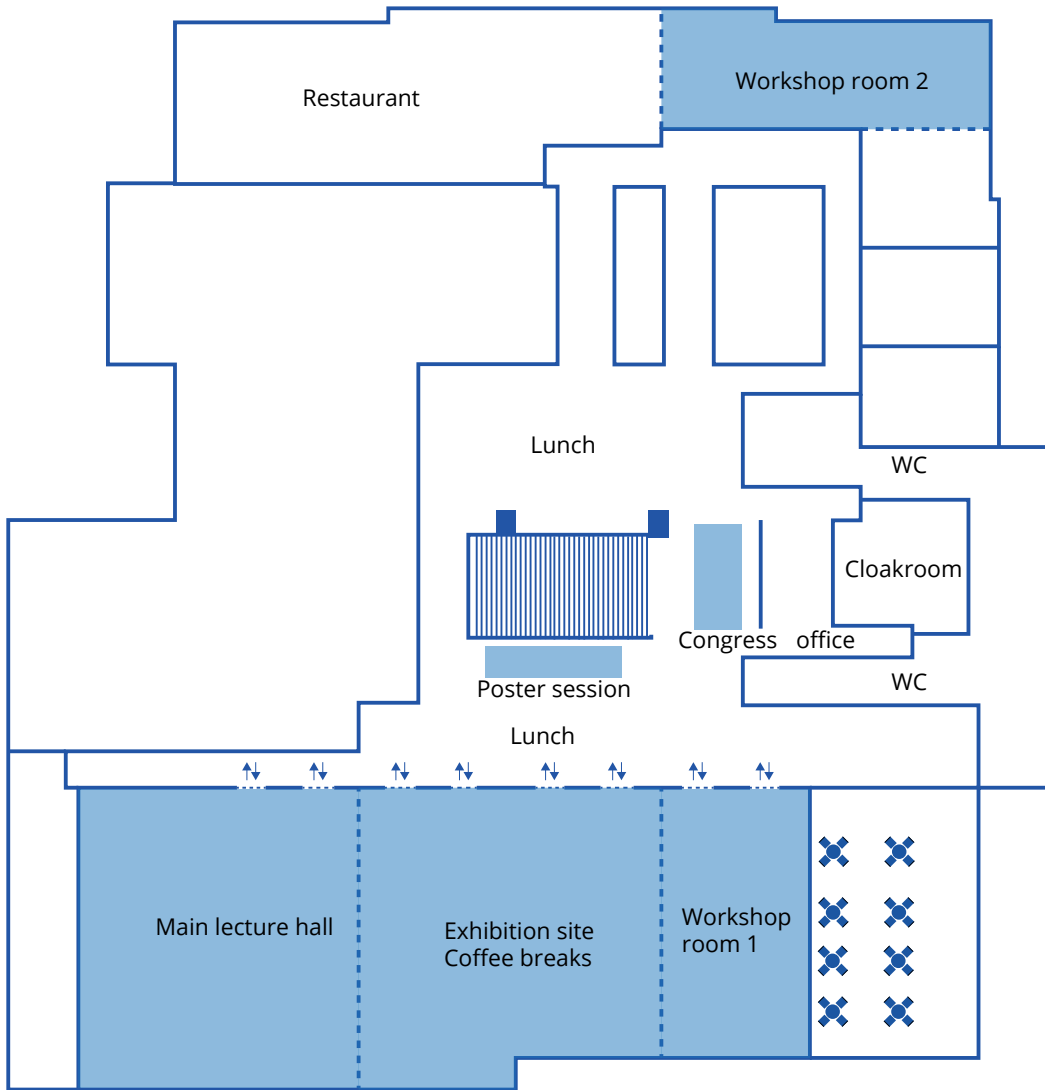 Workshop room 2
Restaurant
Lunch
WC
Cloakroom
Congress office
WC
Poster session
Lunch
Main lecture hall
Exhibition site
Coffee breaks
Workshop
room 1